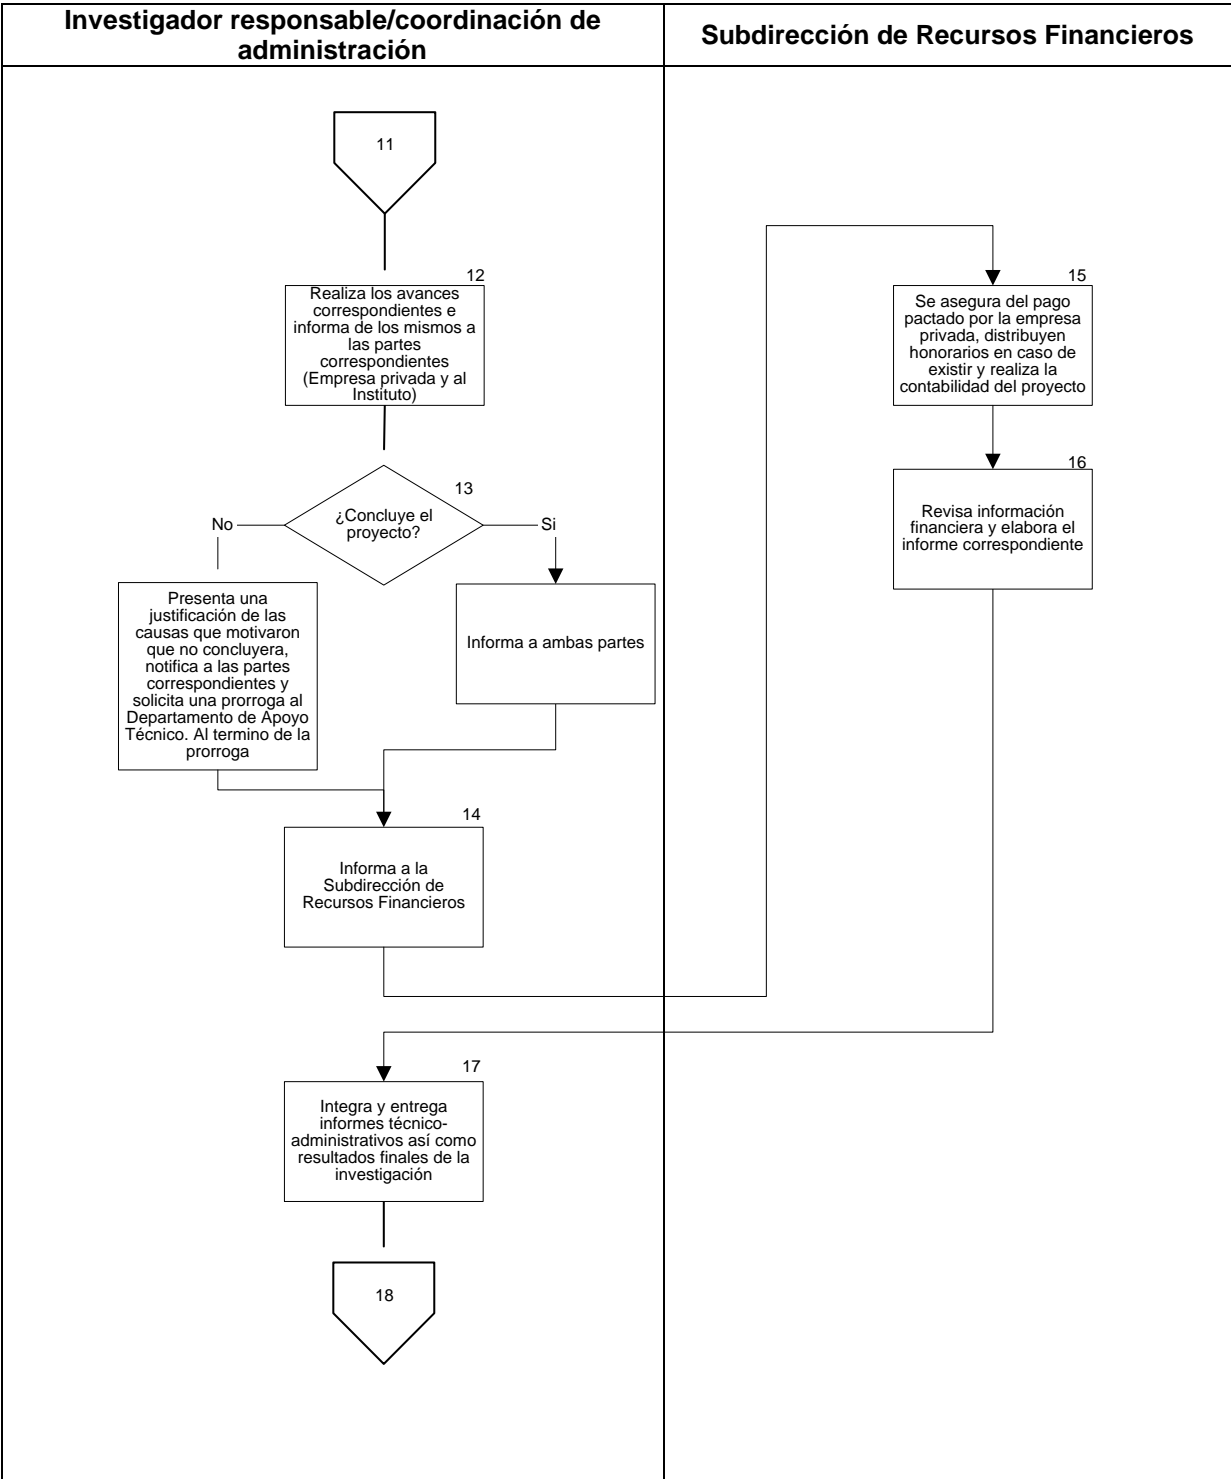 Investigador responsable/coordinación de
administración
Subdirección de Recursos Financieros
11
12
Realiza los avances
correspondientes e
informa de los mismos a
las partes
correspondientes
(Empresa privada y al
Instituto)
13
¿Concluye el
proyecto?
No
Si
Presenta una
justificación de las
causas que motivaron
que no concluyera,
notifica a las partes
correspondientes y
solicita una prorroga al
Departamento de Apoyo
Técnico. Al termino de la
prorroga
Informa a ambas partes
14
Informa a la
Subdirección de
Recursos Financieros
15
Se asegura del pago
pactado por la empresa
privada, distribuyen
honorarios en caso de
existir y realiza la
contabilidad del proyecto
16
Revisa información
financiera y elabora el
informe correspondiente
17
Integra y entrega
informes técnico-
administrativos así como
resultados finales de la
investigación
18